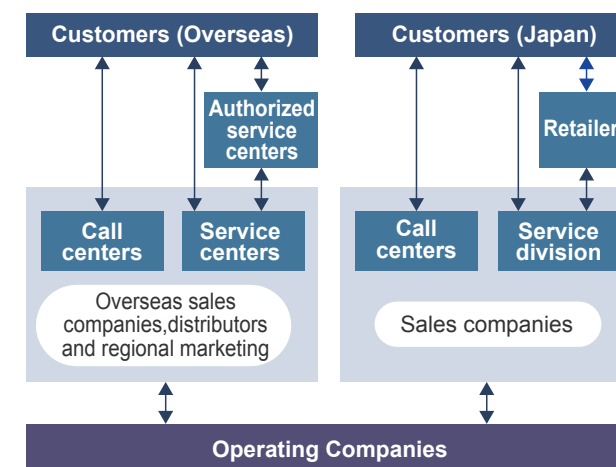 Customers (Overseas)
Customers (Japan)
Authorized
service
centers
Retailer
Call
centers
Service
centers
Call
centers
Service
division
Overseas sales
companies,distributors
and regional marketing
Sales companies
Operating Companies